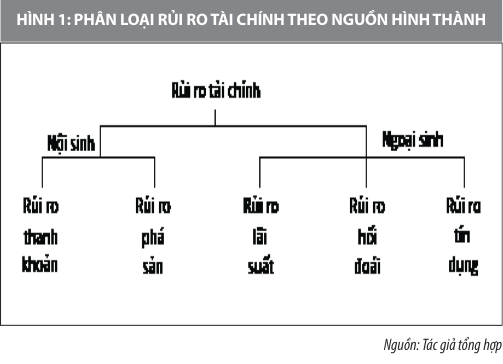 HÌNH 1: PHÂN LOẠI RỦI RO TÀI CHÍNH THEO NGUỒN HÌNH THÀNH
Rủi ro tài chính
Nội sinh
Ngoại sinh
Rủi ro
thanh
khoản
Rủi ro
phá
sản
Rủi ro
lãi
suất
Rủi ro
hối
đoái
Rủi ro
tín
dụng
Nguồn: Tác giả tổng hợp